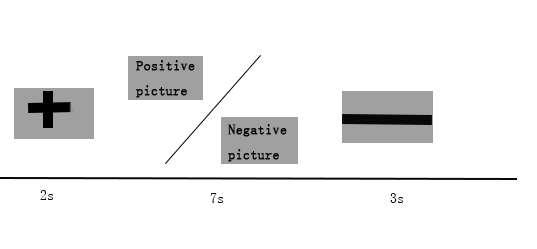 Positive
picture
Negative
picture
2s
7s
3s